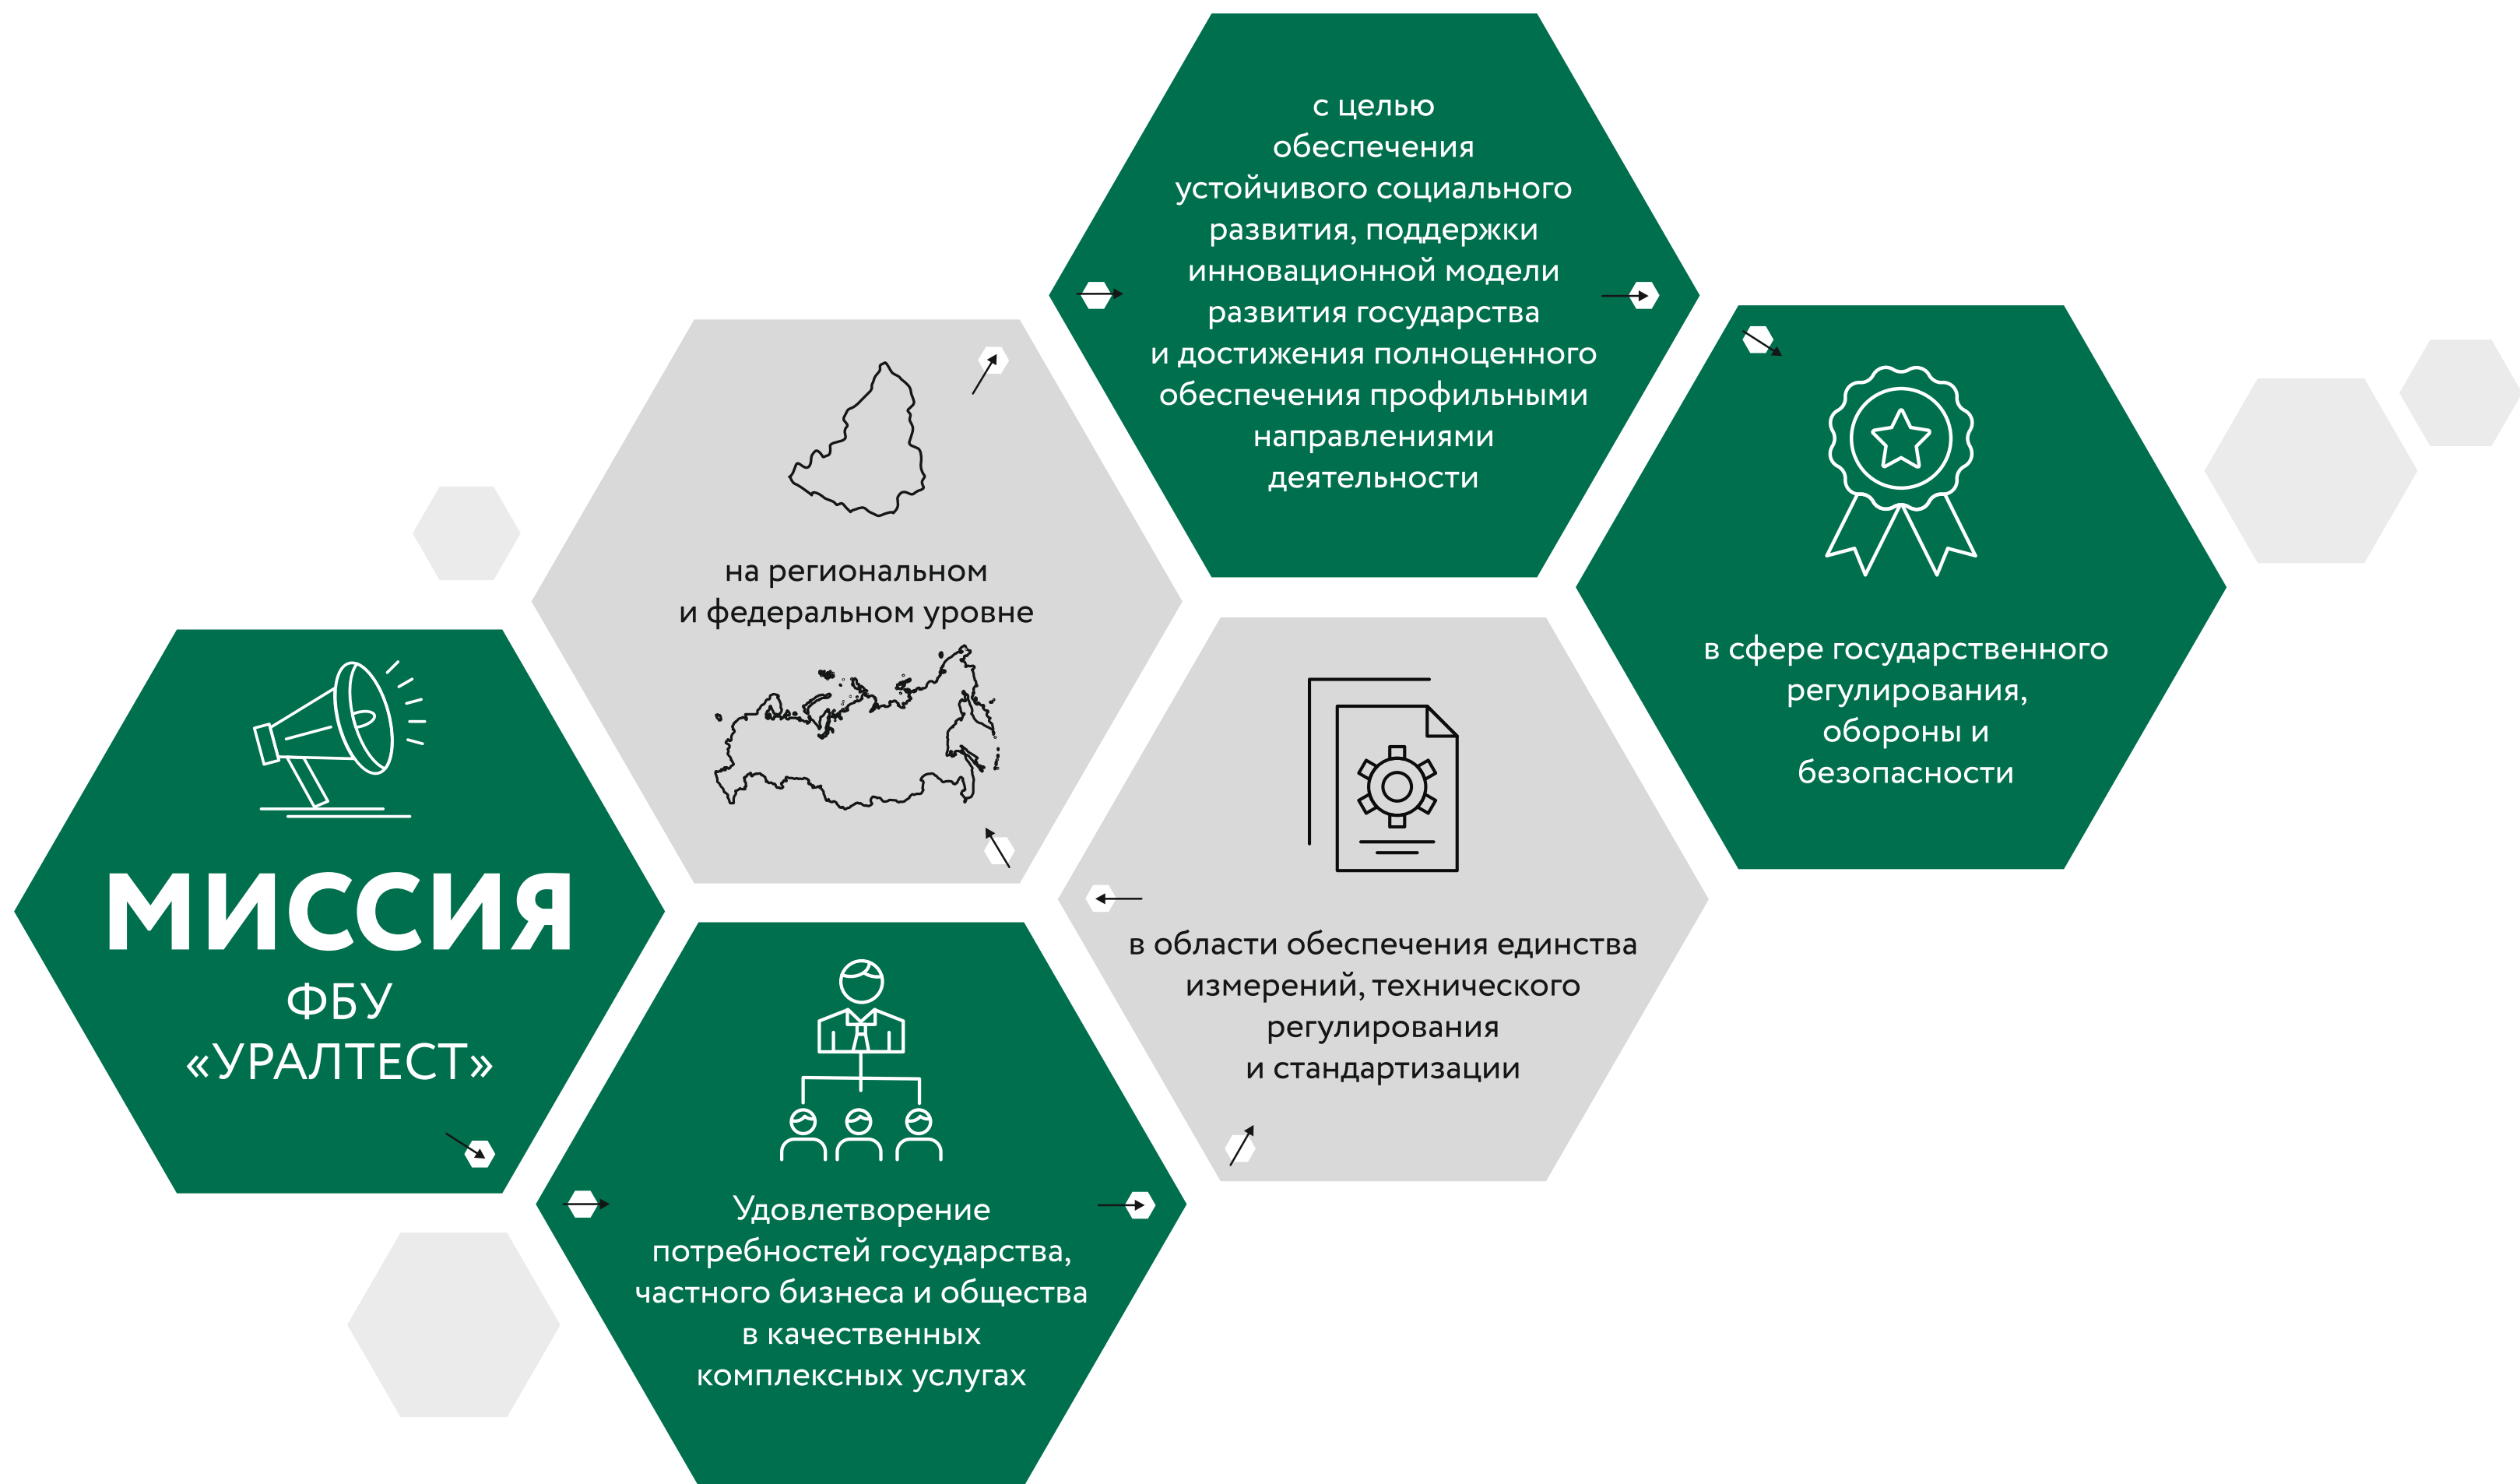 МИССИЯ
ФБУ
«УРАЛТЕСТ»
Удовлетворение
потребностей государства,
частного бизнеса и общества
в качественных
комплексных услугах
в области обеспечения единства
измерений, технического
регулирования
и стандартизации
на региональном
и федеральном уровне
с целью
обеспечения
устойчивого социального
развития, поддержки
инновационной модели
развития государства
и достижения полноценного
обеспечения профильными
направлениями
деятельности
в сфере государственного
регулирования,
обороны и
безопасности